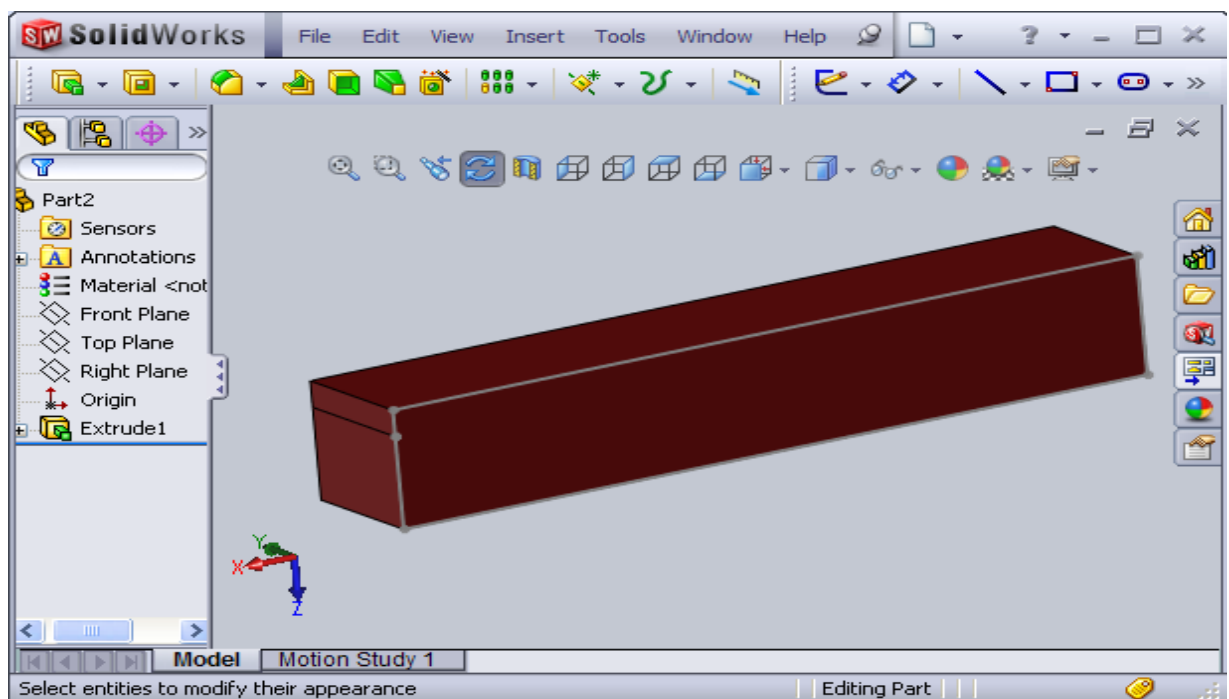 SolidWorks File Edit View Insert Tools Window Help ?
Part2
Sensors
A Annotations
Material <not
Front Plane
Top Plane
Right Plane
Origin
Extrude1
Y
X
Z
Model Motion Study 1
Select entities to modify their appearance Editing Part